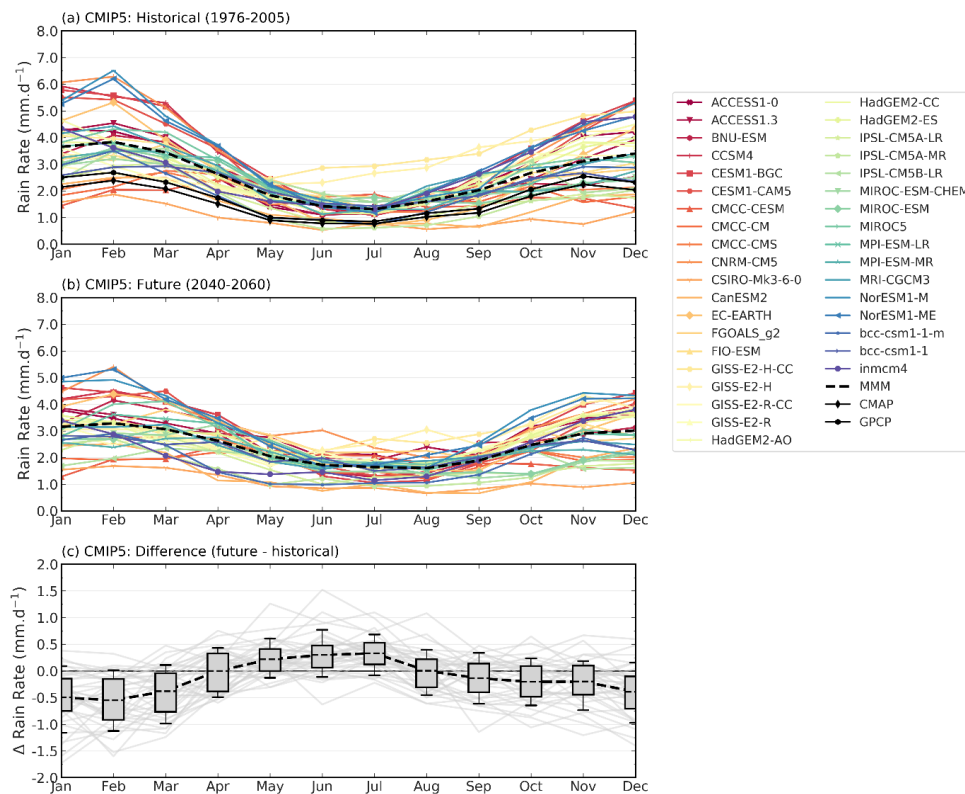 (a) CMIP5: Historical (1976-2005)
Rain Rate (mm.d⁻¹)
8.0
7.0
6.0
5.0
4.0
3.0
2.0
1.0
0.0
Jan Feb Mar Apr May Jun Jul Aug Sep Oct Nov Dec
(b) CMIP5: Future (2040-2060)
Rain Rate (mm.d⁻¹)
8.0
7.0
6.0
5.0
4.0
3.0
2.0
1.0
0.0
Jan Feb Mar Apr May Jun Jul Aug Sep Oct Nov Dec
(c) CMIP5: Difference (future - historical)
Δ Rain Rate (mm.d⁻¹)
2.0
1.5
1.0
0.5
0.0
-0.5
-1.0
-1.5
-2.0
Jan Feb Mar Apr May Jun Jul Aug Sep Oct Nov Dec
ACCESS1-0
ACCESS1.3
BNU-ESM
CCSM4
CESM1-BGC
CESM1-CAM5
CMCC-CESM
CMCC-CM
CMCC-CMS
CNRM-CM5
CSIRO-Mk3-6-0
CanESM2
EC-EARTH
FGOALS_g2
FIO-ESM
GISS-E2-H-CC
GISS-E2-H
GISS-E2-R-CC
GISS-E2-R
HadGEM2-AO
HadGEM2-CC
HadGEM2-ES
IPSL-CM5A-LR
IPSL-CM5A-MR
IPSL-CM5B-LR
MIROC-ESM-CHEM
MIROC-ESM
MIROC5
MPI-ESM-LR
MPI-ESM-MR
MRI-CGCM3
NorESM1-M
NorESM1-ME
bcc-csm1-1-m
bcc-csm1-1
inmcm4
MMM
CMAP
GPCP